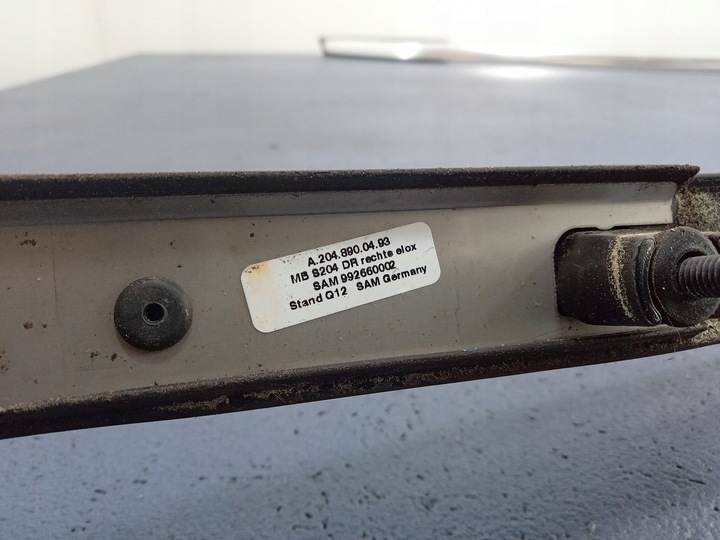 A.204.890.04.93
MB S204 DR rechte elox
SAM 992660002
Stand Q12 SAM Germany